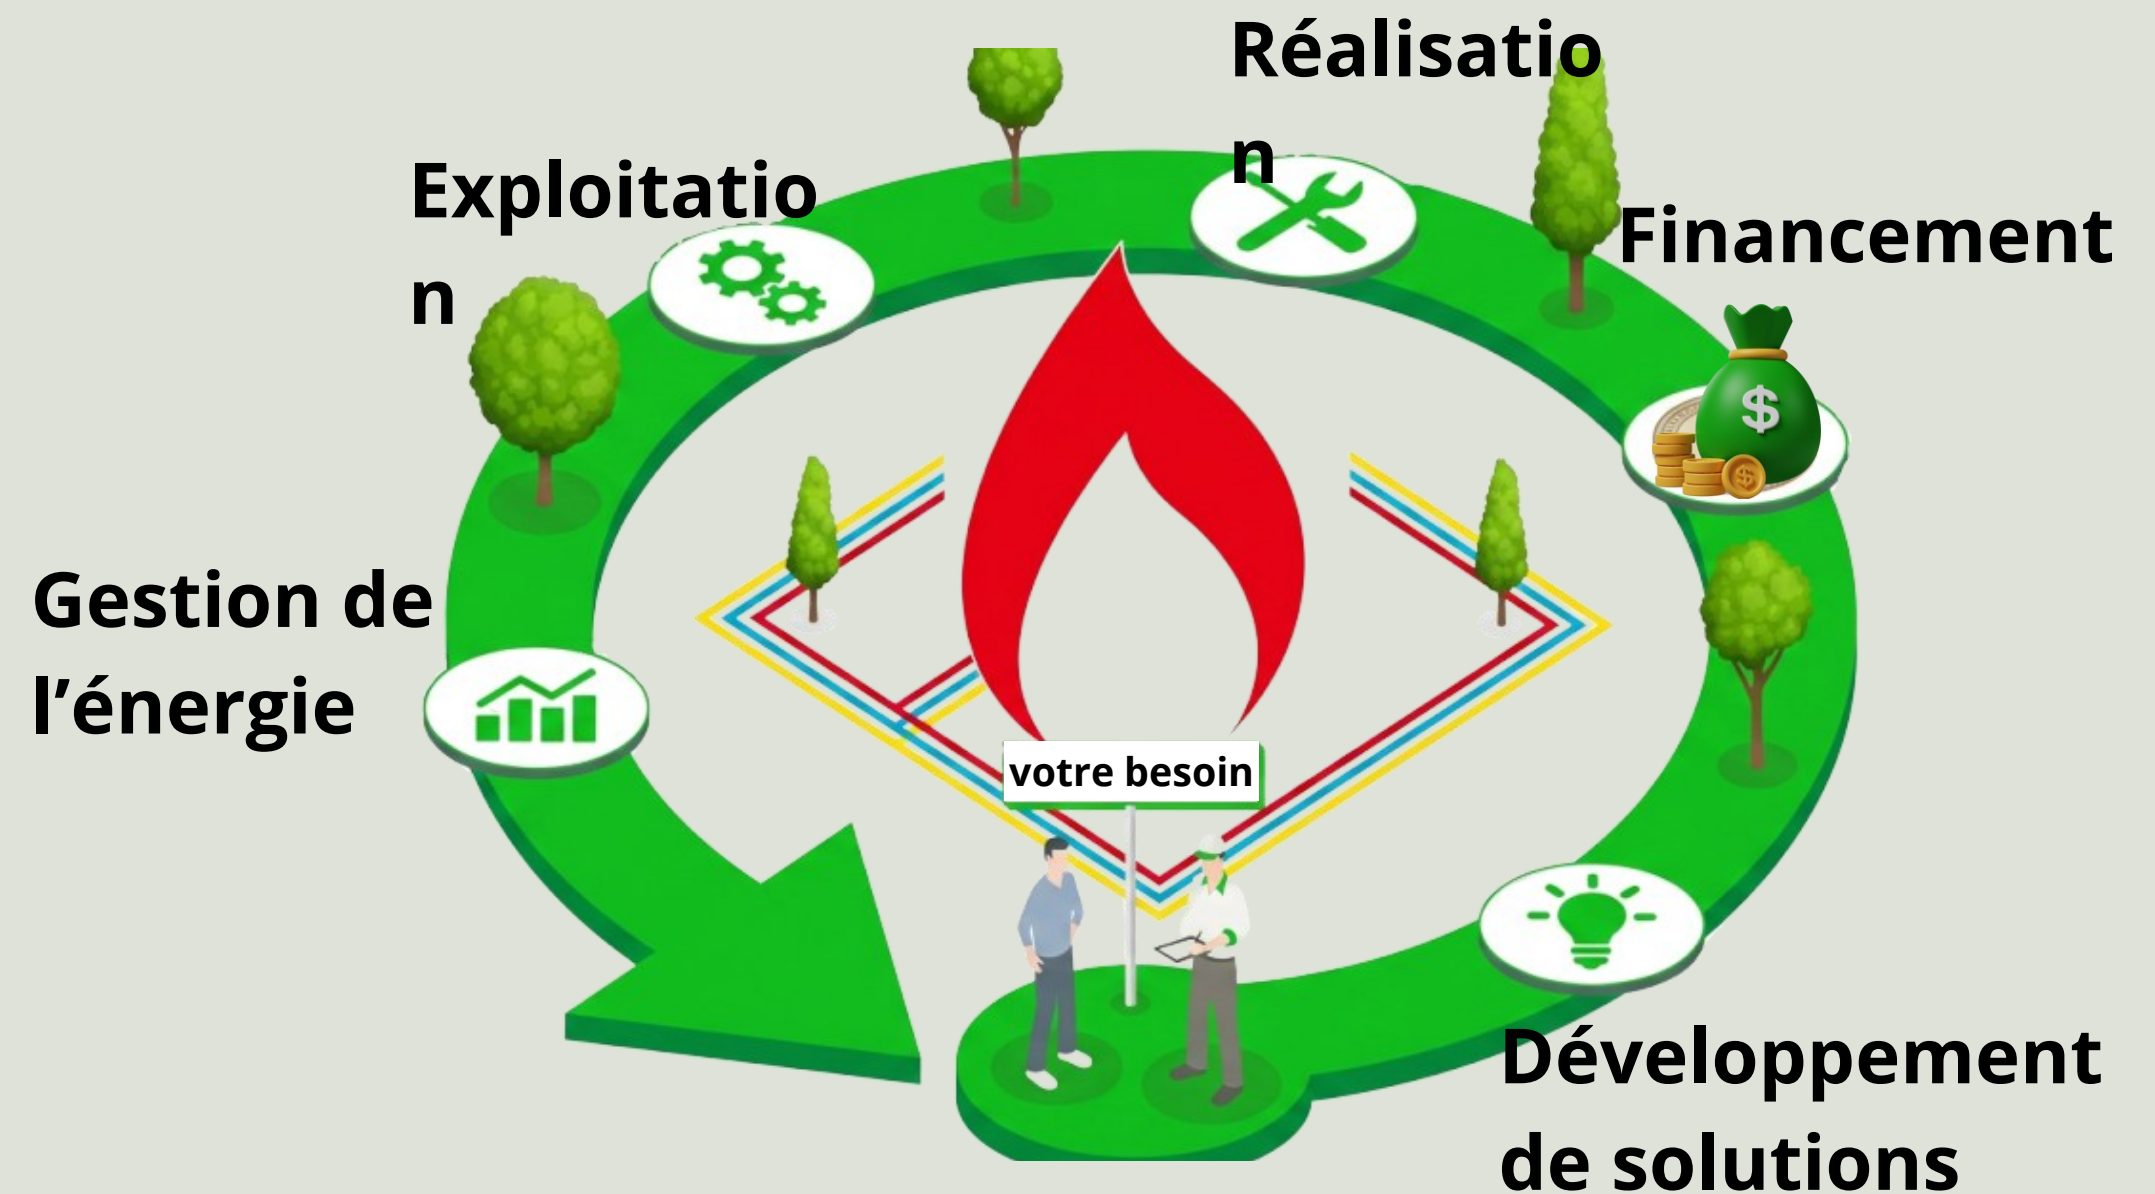 Réalisatio
n
Exploitatio
n
Financement
Gestion de
l’énergie
votre besoin
Développement
de solutions
$
$